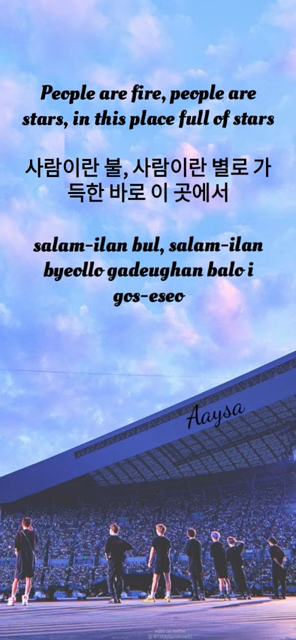 People are fire, people are
stars, in this place full of stars
사람이란 불, 사람이란 별로 가
득한 바로 이 곳에서
salam-ilan bul, salam-ilan
byeollo gadeughan balo i
gos-eseo
Aaysa